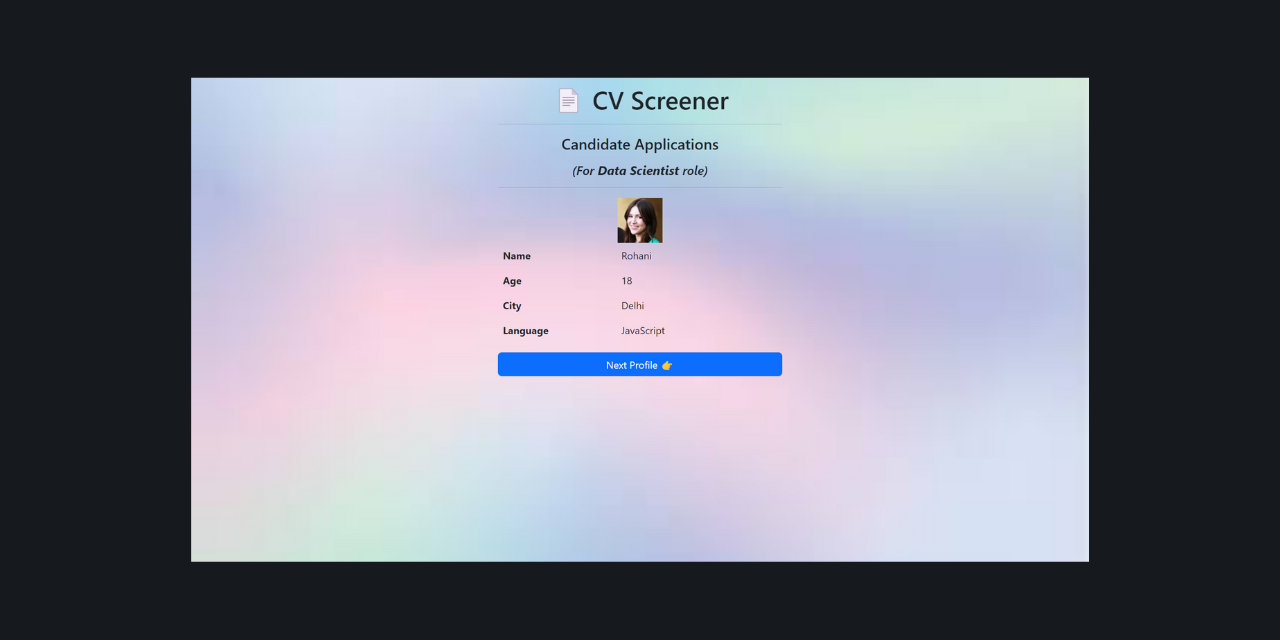 CV Screener
Candidate Applications
(For Data Scientist role)
Name Rohani
Age 18
City Delhi
Language JavaScript
Next Profile 👉